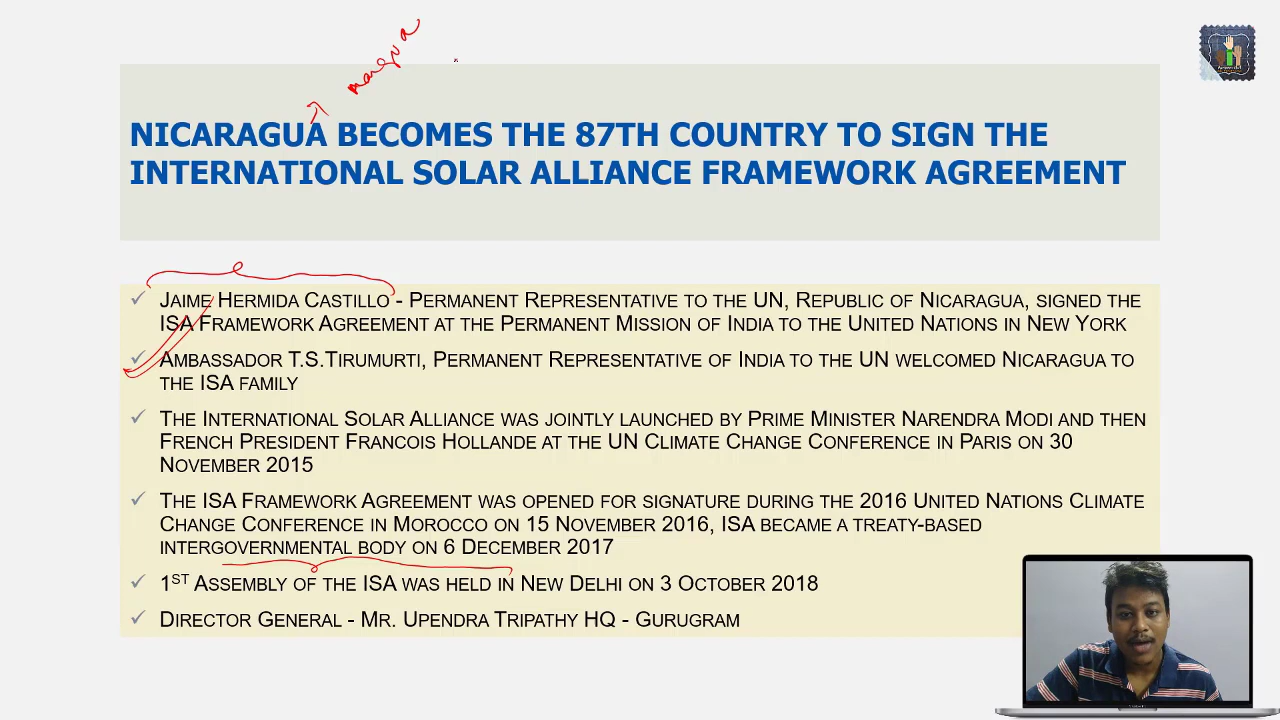 managua
NICARAGUA BECOMES THE 87TH COUNTRY TO SIGN THE
INTERNATIONAL SOLAR ALLIANCE FRAMEWORK AGREEMENT
JAIME HERMIDA CASTILLO - PERMANENT REPRESENTATIVE TO THE UN, REPUBLIC OF NICARAGUA, SIGNED THE
ISA FRAMEWORK AGREEMENT AT THE PERMANENT MISSION OF INDIA TO THE UNITED NATIONS IN NEW YORK
AMBASSADOR T.S.TIRUMURTI, PERMANENT REPRESENTATIVE OF INDIA TO THE UN WELCOMED NICARAGUA TO
THE ISA FAMILY
THE INTERNATIONAL SOLAR ALLIANCE WAS JOINTLY LAUNCHED BY PRIME MINISTER NARENDRA MODI AND THEN
FRENCH PRESIDENT FRANCOIS HOLLANDE AT THE UN CLIMATE CHANGE CONFERENCE IN PARIS ON 30
NOVEMBER 2015
THE ISA FRAMEWORK AGREEMENT WAS OPENED FOR SIGNATURE DURING THE 2016 UNITED NATIONS CLIMATE
CHANGE CONFERENCE IN MOROCCO ON 15 NOVEMBER 2016, ISA BECAME A TREATY-BASED
INTERGOVERNMENTAL BODY ON 6 DECEMBER 2017
1ST ASSEMBLY OF THE ISA WAS HELD IN NEW DELHI ON 3 OCTOBER 2018
DIRECTOR GENERAL - MR. UPENDRA TRIPATHY HQ - GURUGRAM